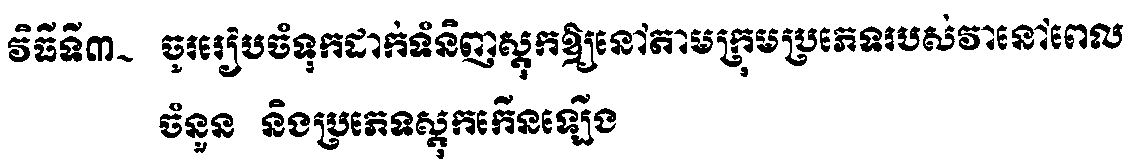 វិធីទី៣~ ចូររៀបចំទុកដាក់ទំនិញស្តុកឱ្យនៅតាមក្រុមប្រភេទរបស់វានៅពេល
ចំនួន និងប្រភេទស្តុកកើនឡើង